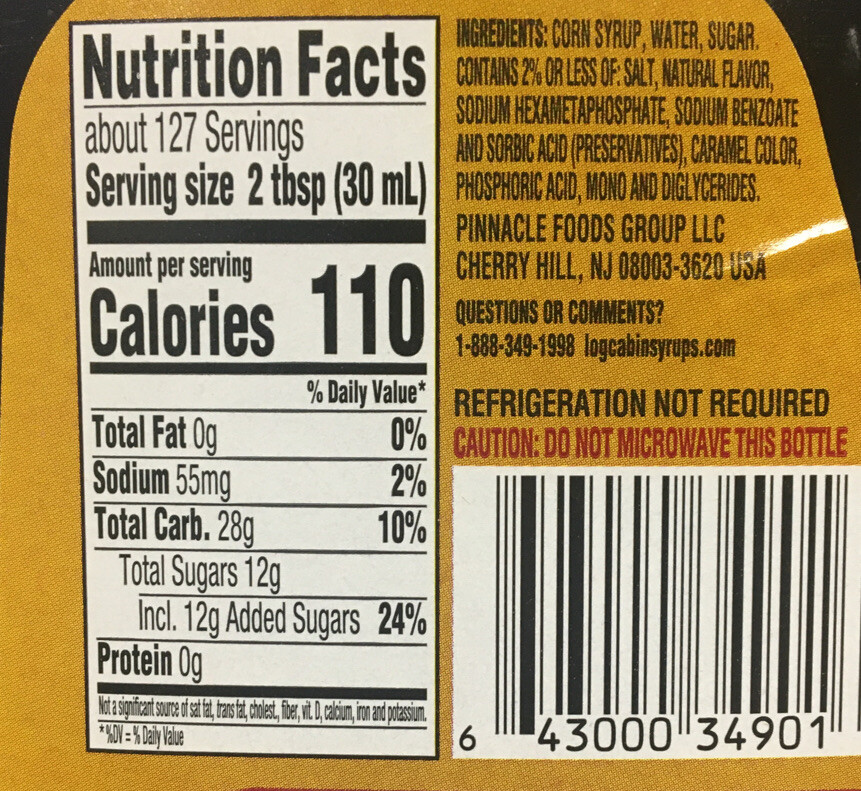 Nutrition Facts
about 127 Servings
Serving size 2 tbsp (30 mL)
Amount per serving
Calories 110
% Daily Value*
Total Fat 0g 0%
Sodium 55mg 2%
Total Carb. 28g 10%
Total Sugars 12g
Incl. 12g Added Sugars 24%
Protein 0g
Not a significant source of sat fat, trans fat, cholest., fiber, vit. D, calcium, iron and potassium.
*%DV = % Daily Value
INGREDIENTS: CORN SYRUP, WATER, SUGAR.
CONTAINS 2% OR LESS OF: SALT, NATURAL FLAVOR,
SODIUM HEXAMETAPHOSPHATE, SODIUM BENZOATE
AND SORBIC ACID (PRESERVATIVES), CARAMEL COLOR,
PHOSPHORIC ACID, MONO AND DIGLYCERIDES.
PINNACLE FOODS GROUP LLC
CHERRY HILL, NJ 08003-3620 USA
QUESTIONS OR COMMENTS?
1-888-349-1998 logcabinsyrups.com
REFRIGERATION NOT REQUIRED
CAUTION: DO NOT MICROWAVE THIS BOTTLE
6 43000 34901